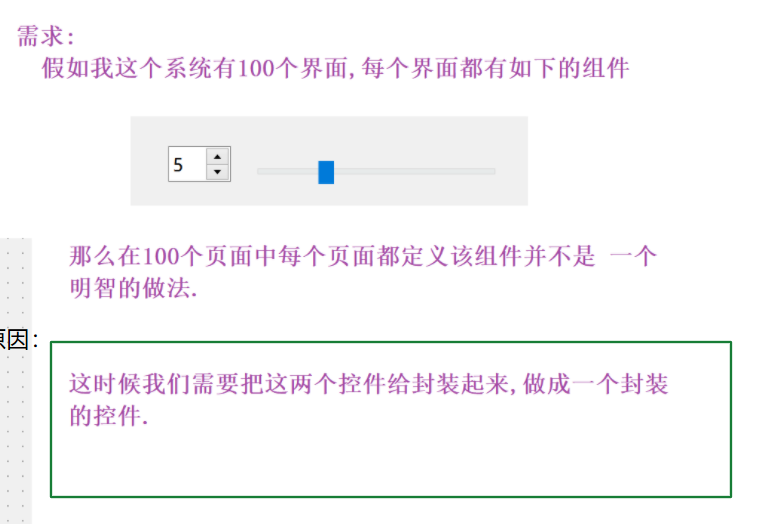 需求:
假如我这个系统有100个界面,每个界面都有如下的组件
5
那么在100个页面中每个页面都定义该组件并不是 一个
明智的做法.
原因:
这时候我们需要把这两个控件给封装起来,做成一个封装
的控件.